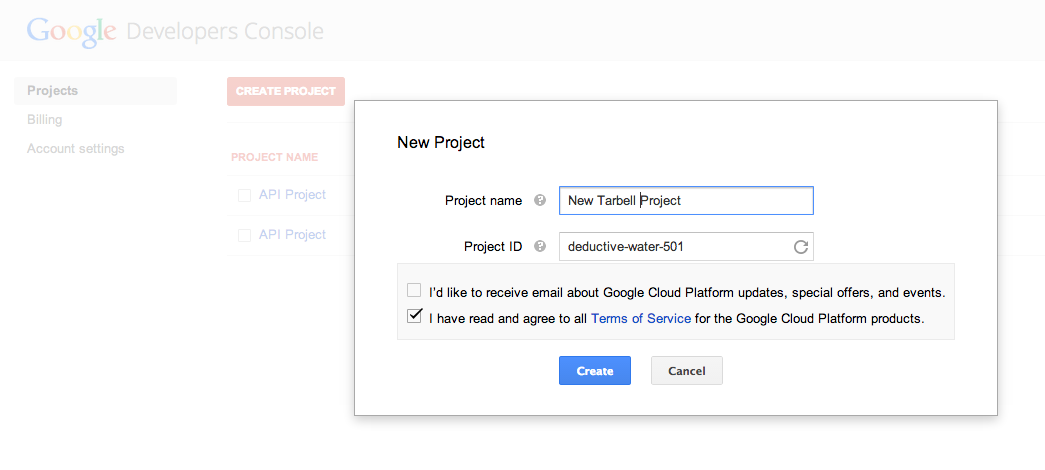 Google Developers Console
Projects
Billing
Account settings
CREATE PROJECT
PROJECT NAME
API Project
API Project
New Project
Project name ? New Tarbell Project
Project ID ? deductive-water-501
I'd like to receive email about Google Cloud Platform updates, special offers, and events.
I have read and agree to all Terms of Service for the Google Cloud Platform products.
Create Cancel